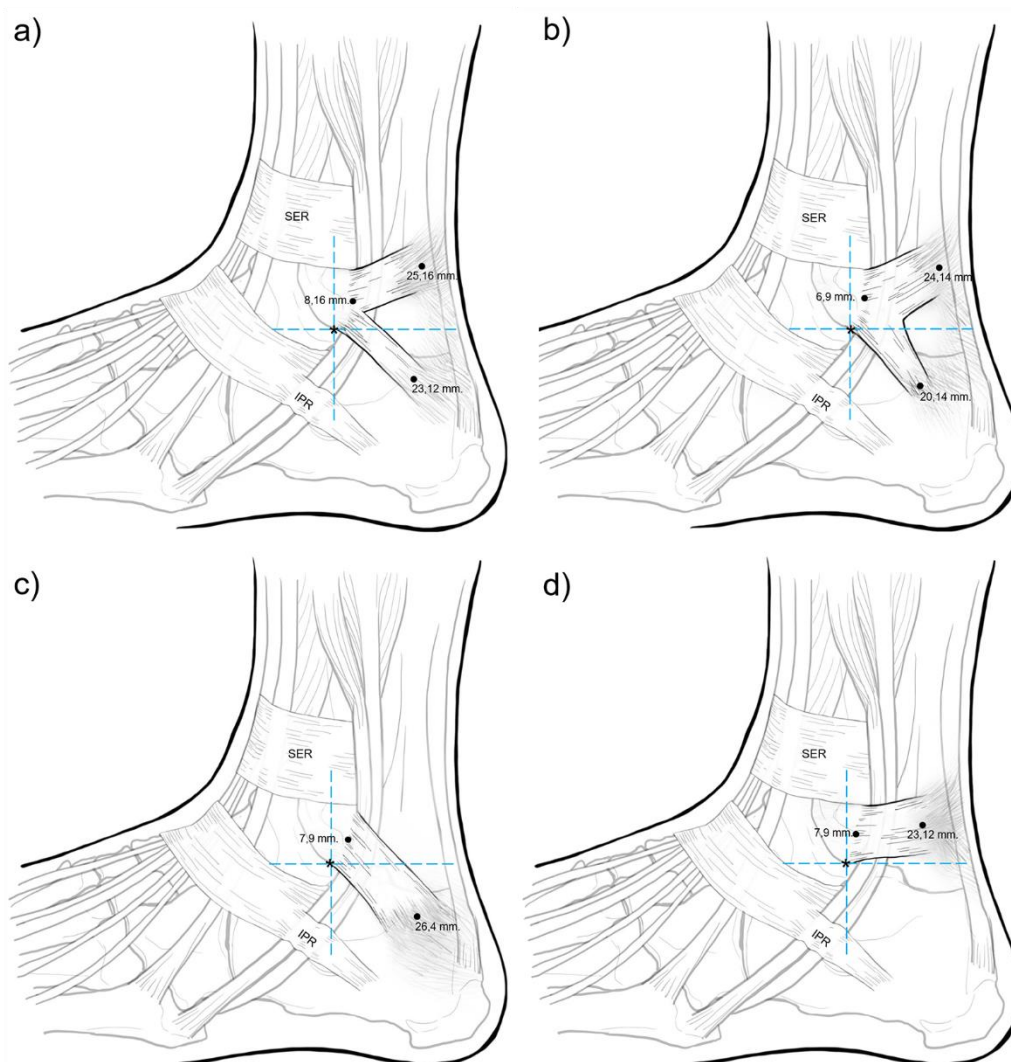 a)
SER
25,16 mm.
8,16 mm.
*
23,12 mm.
IPR
b)
SER
24,14 mm.
6,9 mm.
*
20,14 mm.
IPR
c)
SER
7,9 mm.
*
26,4 mm.
IPR
d)
SER
7,9 mm.
23,12 mm.
*
IPR